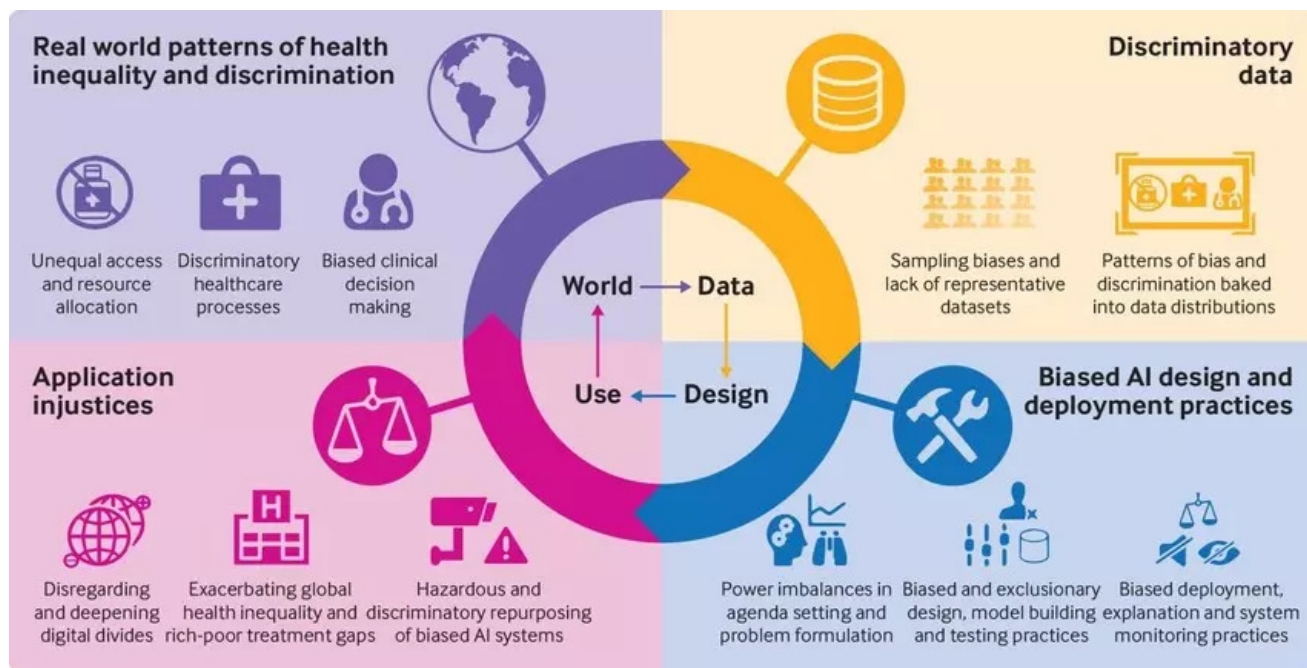 Real world patterns of health
inequality and discrimination
Unequal access
and resource
allocation
Discriminatory
healthcare
processes
Biased clinical
decision
making
Discriminatory
data
Sampling biases and
lack of representative
datasets
Patterns of bias and
discrimination baked
into data distributions
World
Data
Use
Design
Application
injustices
H
Disregarding
and deepening
digital divides
Exacerbating global
health inequality and
rich-poor treatment gaps
Hazardous and
discriminatory repurposing
of biased AI systems
Biased AI design and
deployment practices
Power imbalances in
agenda setting and
problem formulation
Biased and exclusionary
design, model building
and testing practices
Biased deployment,
explanation and system
monitoring practices